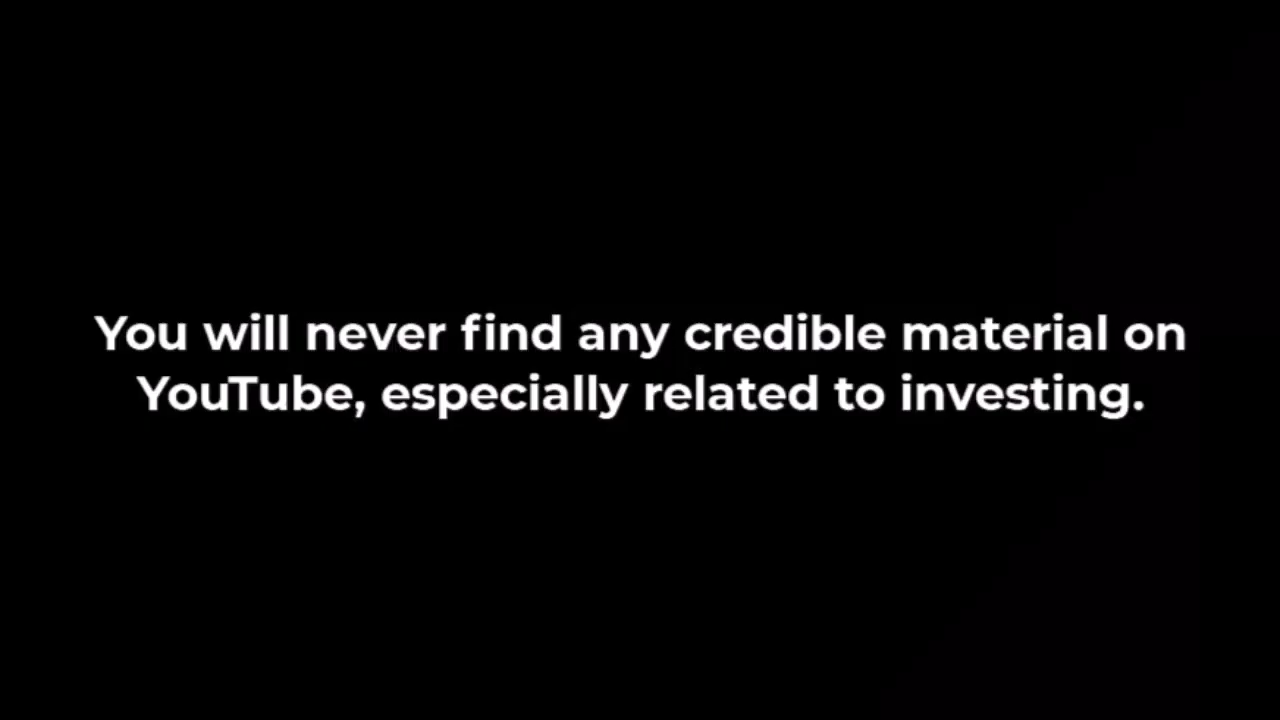 You will never find any credible material on
YouTube, especially related to investing.